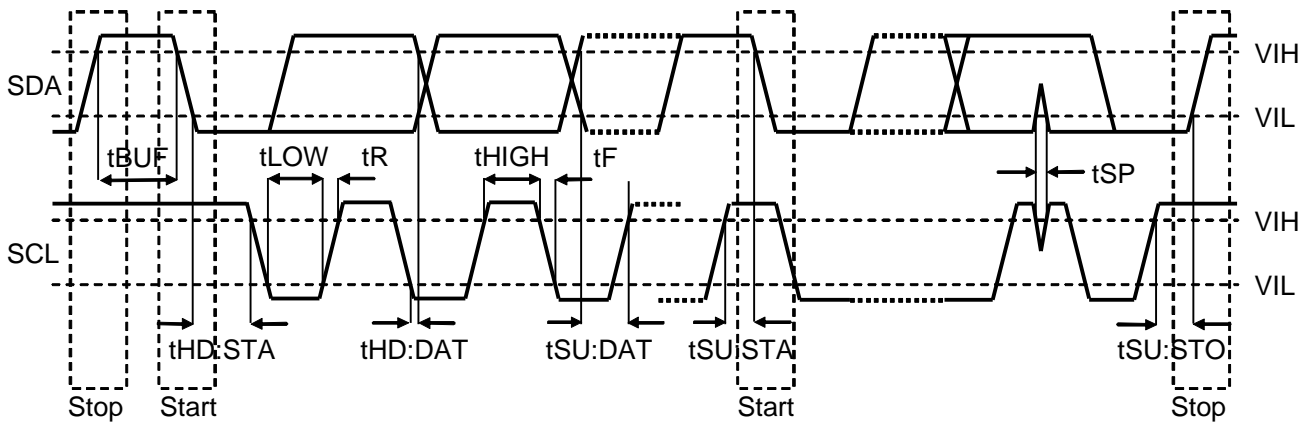 VIH
SDA
VIL
tBUF tLOW tR tHIGH tF tSP
VIH
SCL
VIL
tHD:STA tHD:DAT tSU:DAT tSU:STA tSU:STO
Stop Start Start Stop